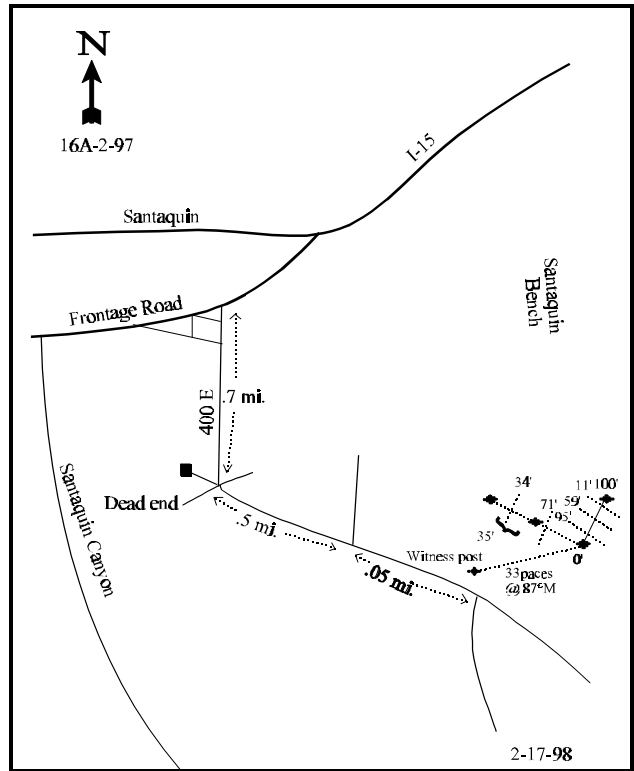 N
16A-2-97
I-15
Santaquin
Santaquin
Bench
Frontage Road
.7 mi.
400 E
Dead end
Santaquin Canyon
.5 mi.
.05 mi.
34'
11'
100'
59'
71'
95'
35'
0'
Witness post
33 paces
@ 87°M
2-17-98